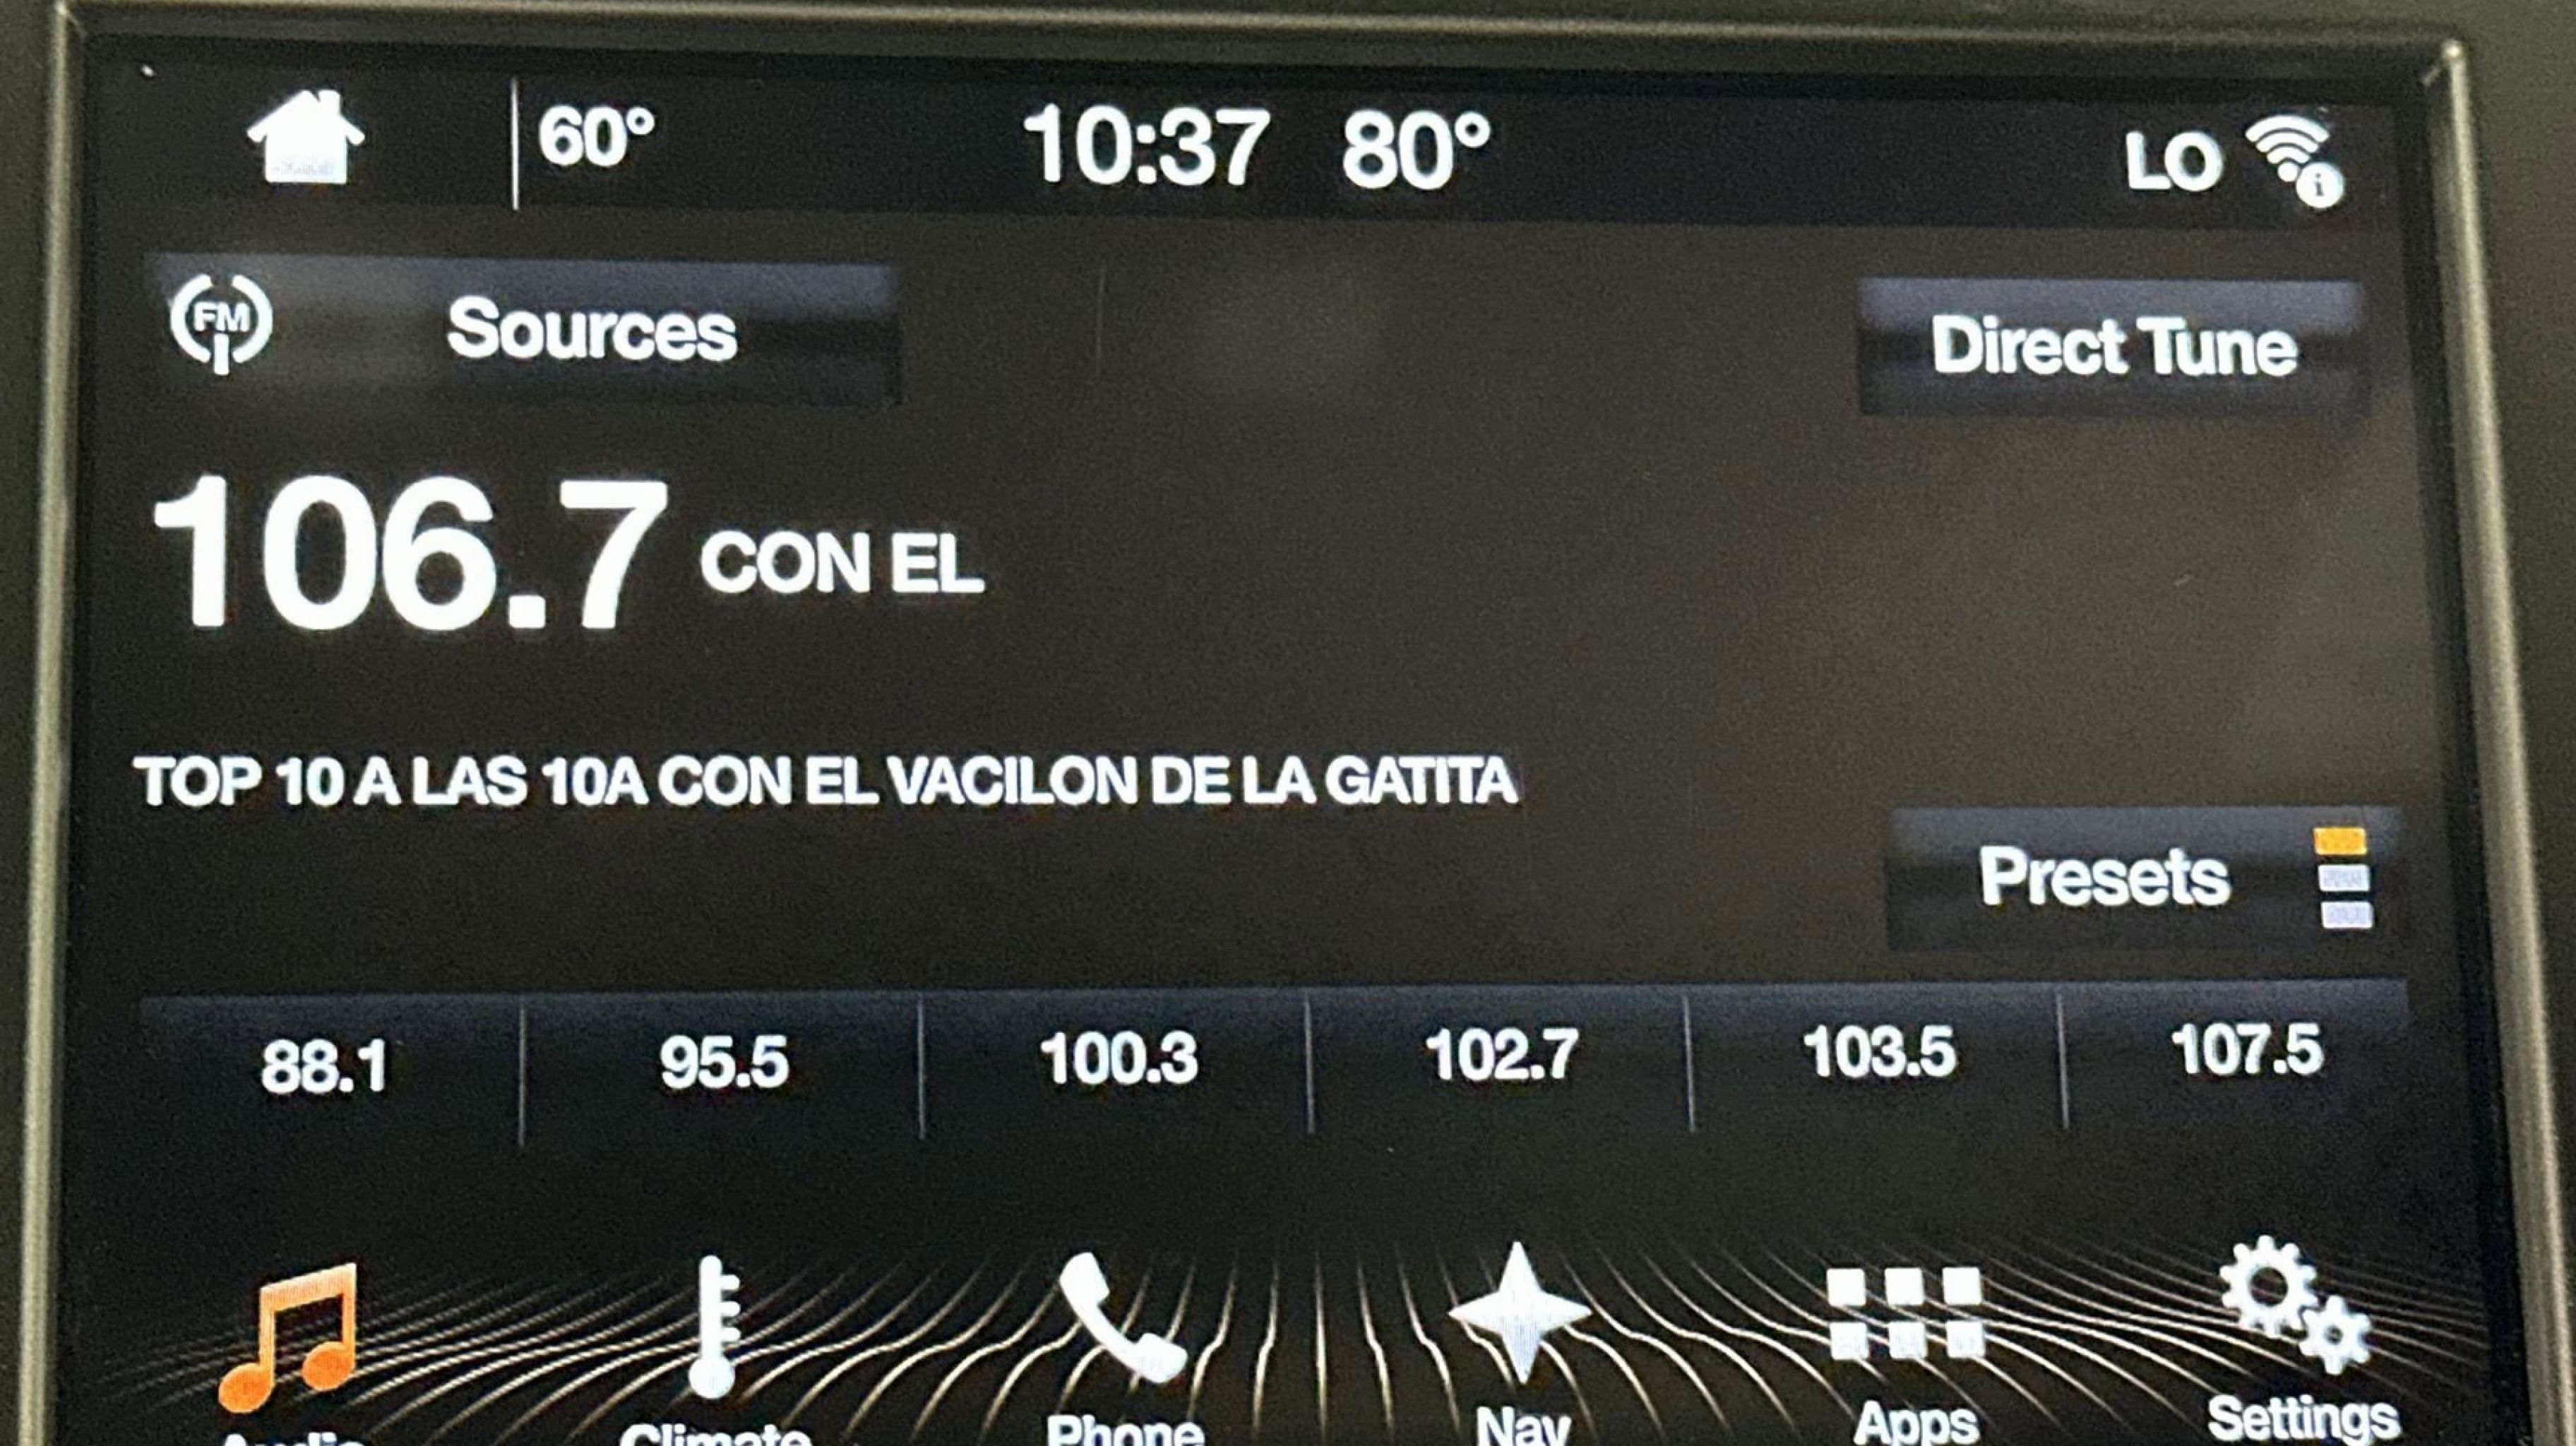 60° 10:37 80° LO
FM Sources Direct Tune
106.7 CON EL
TOP 10 A LAS 10A CON EL VACILON DE LA GATITA
Presets
88.1 95.5 100.3 102.7 103.5 107.5
Audio Climate Phone Nav Apps Settings